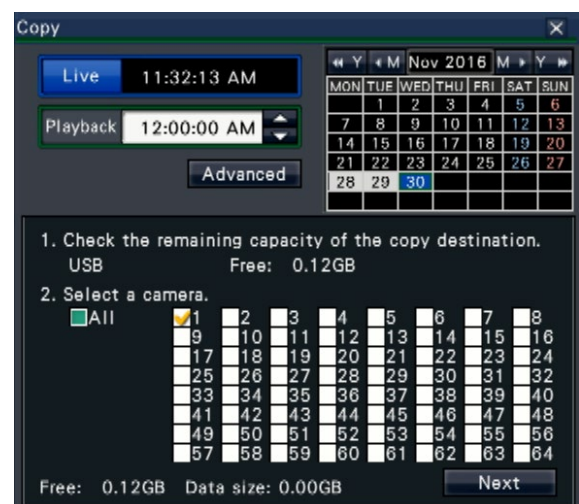 Copy
Live 11:32:13 AM
Playback 12:00:00 AM
Advanced
Y M Nov 2016 M Y
MON TUE WED THU FRI SAT SUN
1 2 3 4 5 6
7 8 9 10 11 12 13
14 15 16 17 18 19 20
21 22 23 24 25 26 27
28 29 30
1. Check the remaining capacity of the copy destination.
USB Free: 0.12GB
2. Select a camera.
All 1 2 3 4 5 6 7 8
9 10 11 12 13 14 15 16
17 18 19 20 21 22 23 24
25 26 27 28 29 30 31 32
33 34 35 36 37 38 39 40
41 42 43 44 45 46 47 48
49 50 51 52 53 54 55 56
57 58 59 60 61 62 63 64
Free: 0.12GB Data size: 0.00GB Next